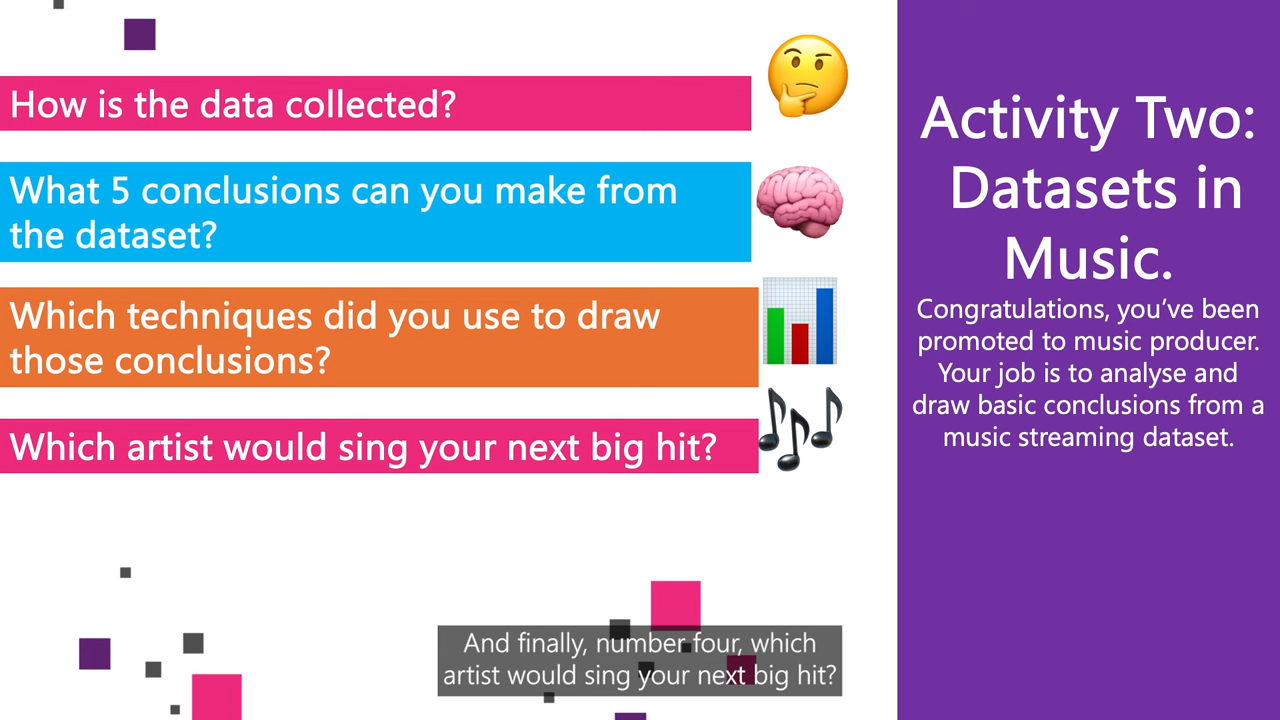 How is the data collected?
What 5 conclusions can you make from
the dataset?
Which techniques did you use to draw
those conclusions?
Which artist would sing your next big hit?
Activity Two:
Datasets in
Music.
Congratulations, you’ve been
promoted to music producer.
Your job is to analyse and
draw basic conclusions from a
music streaming dataset.
And finally, number four, which
artist would sing your next big hit?